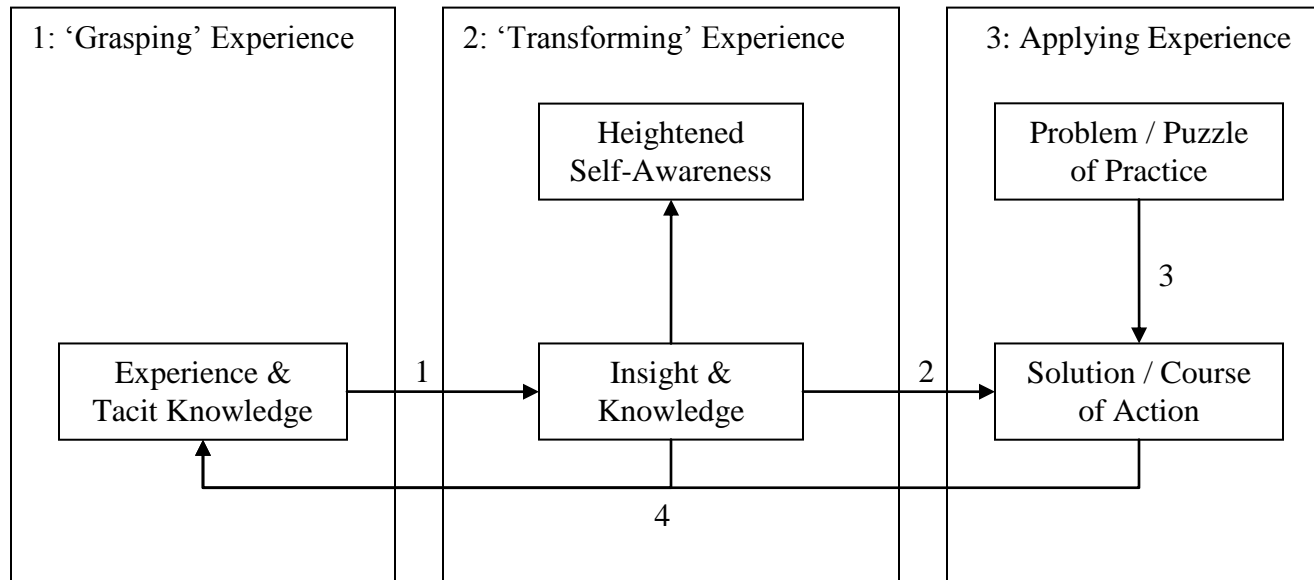 1: ‘Grasping’ Experience
2: ‘Transforming’ Experience
3: Applying Experience
Heightened
Self-Awareness
Problem / Puzzle
of Practice
3
Experience &
Tacit Knowledge
1
Insight &
Knowledge
2
Solution / Course
of Action
4